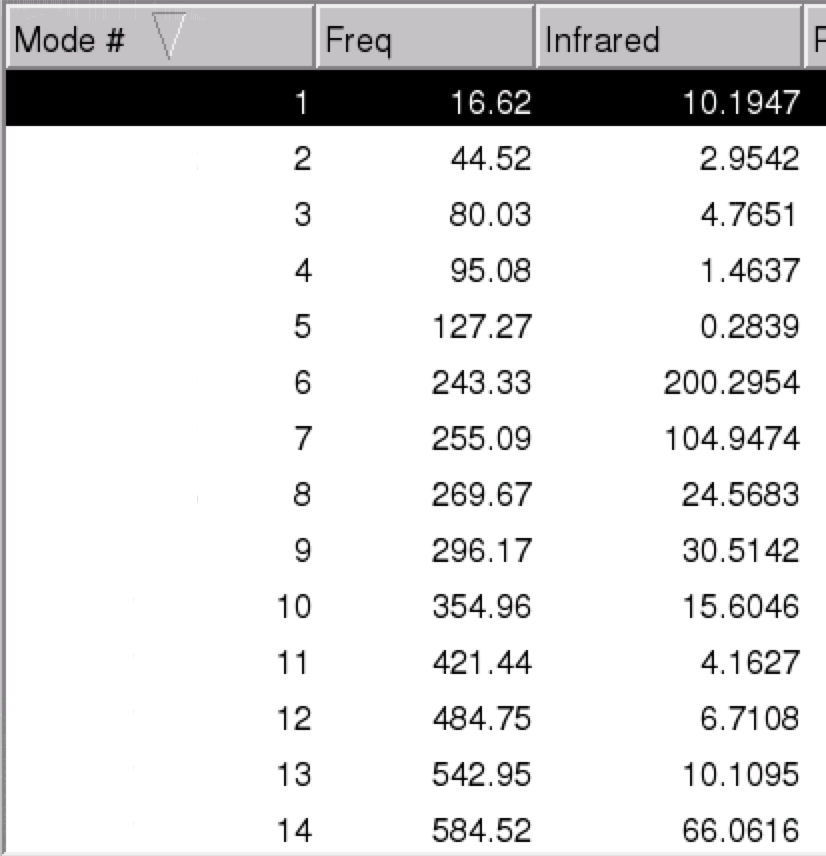 Mode # Freq Infrared
1 16.62 10.1947
2 44.52 2.9542
3 80.03 4.7651
4 95.08 1.4637
5 127.27 0.2839
6 243.33 200.2954
7 255.09 104.9474
8 269.67 24.5683
9 296.17 30.5142
10 354.96 15.6046
11 421.44 4.1627
12 484.75 6.7108
13 542.95 10.1095
14 584.52 66.0616